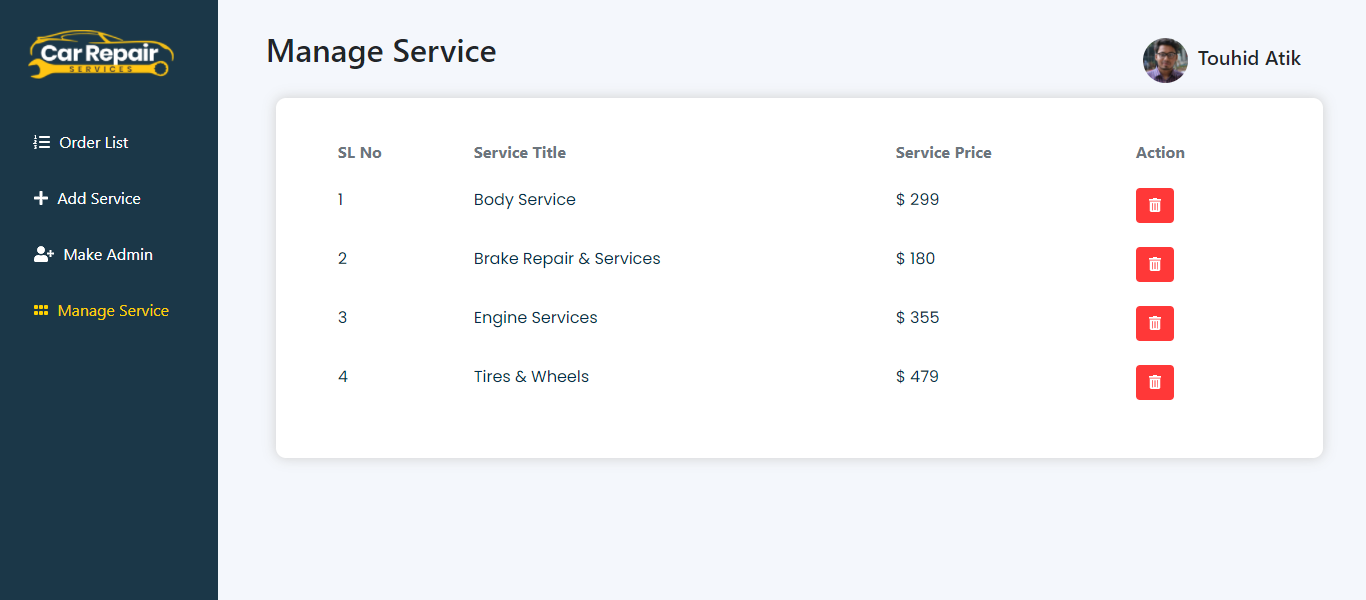 Car Repair
SERVICES
Order List
Add Service
Make Admin
Manage Service
Manage Service
Touhid Atik
SL No Service Title Service Price Action
1 Body Service $ 299
2 Brake Repair & Services $ 180
3 Engine Services $ 355
4 Tires & Wheels $ 479